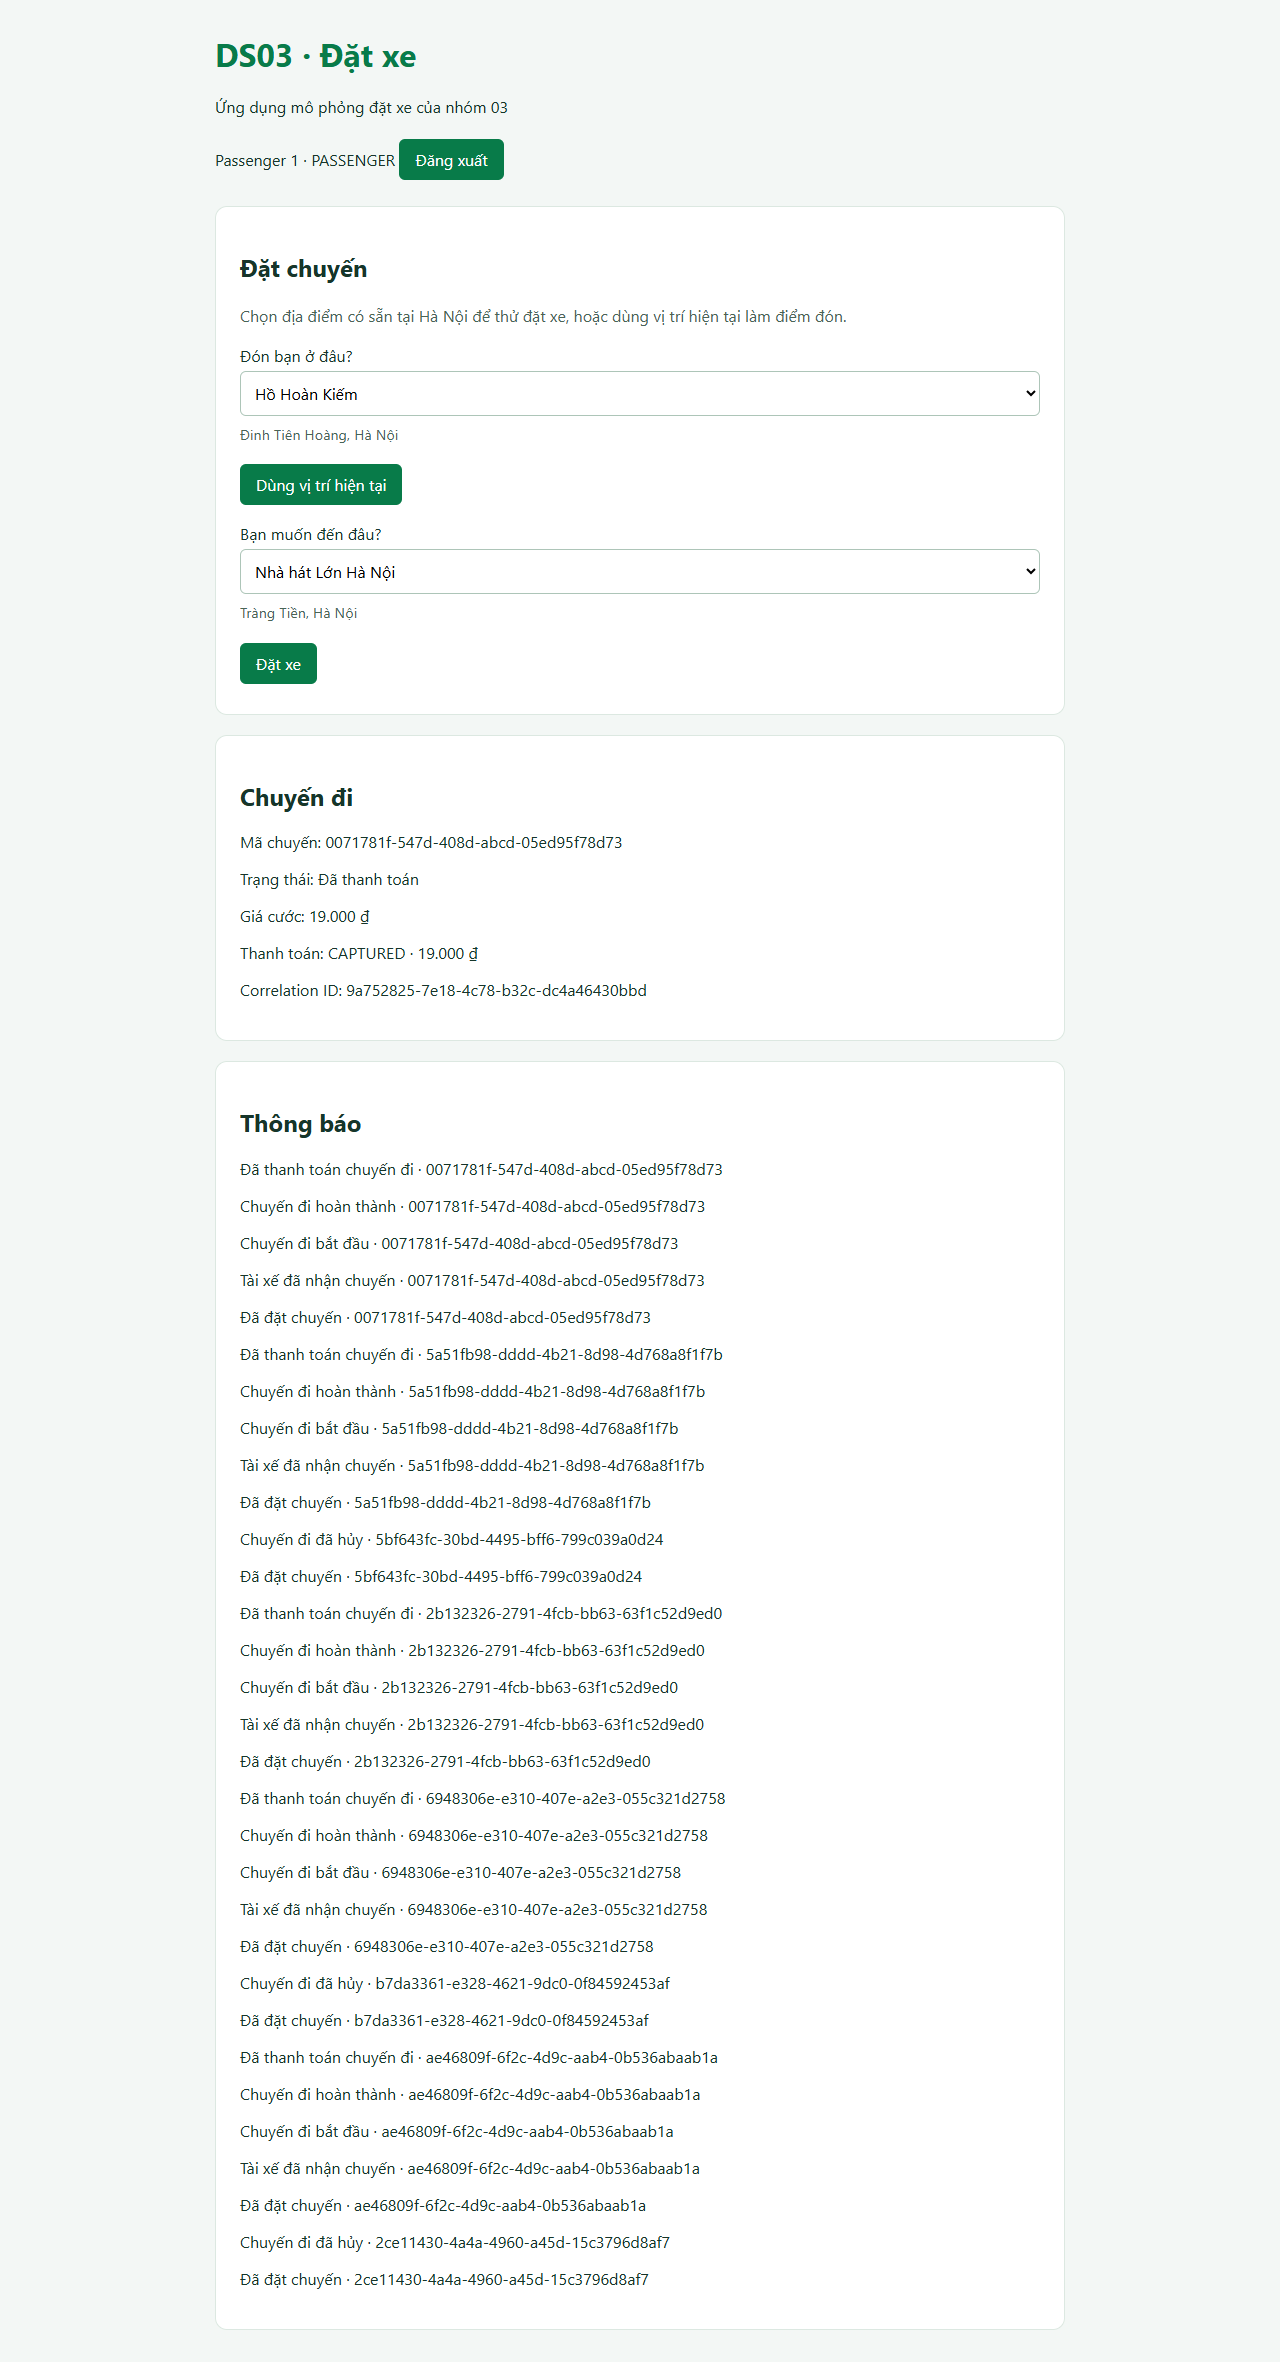 DS03 · Đặt xe
Ứng dụng mô phỏng đặt xe của nhóm 03
Passenger 1 · PASSENGER Đăng xuất
Đặt chuyến
Chọn địa điểm có sẵn tại Hà Nội để thử đặt xe, hoặc dùng vị trí hiện tại làm điểm đón.
Đón bạn ở đâu?
Hồ Hoàn Kiếm
Đinh Tiên Hoàng, Hà Nội
Dùng vị trí hiện tại
Bạn muốn đến đâu?
Nhà hát Lớn Hà Nội
Tràng Tiền, Hà Nội
Đặt xe
Chuyến đi
Mã chuyến: 0071781f-547d-408d-abcd-05ed95f78d73
Trạng thái: Đã thanh toán
Giá cước: 19.000 ₫
Thanh toán: CAPTURED · 19.000 ₫
Correlation ID: 9a752825-7e18-4c78-b32c-dc4a46430bbd
Thông báo
Đã thanh toán chuyến đi · 0071781f-547d-408d-abcd-05ed95f78d73
Chuyến đi hoàn thành · 0071781f-547d-408d-abcd-05ed95f78d73
Chuyến đi bắt đầu · 0071781f-547d-408d-abcd-05ed95f78d73
Tài xế đã nhận chuyến · 0071781f-547d-408d-abcd-05ed95f78d73
Đã đặt chuyến · 0071781f-547d-408d-abcd-05ed95f78d73
Đã thanh toán chuyến đi · 5a51fb98-dddd-4b21-8d98-4d768a8f1f7b
Chuyến đi hoàn thành · 5a51fb98-dddd-4b21-8d98-4d768a8f1f7b
Chuyến đi bắt đầu · 5a51fb98-dddd-4b21-8d98-4d768a8f1f7b
Tài xế đã nhận chuyến · 5a51fb98-dddd-4b21-8d98-4d768a8f1f7b
Đã đặt chuyến · 5a51fb98-dddd-4b21-8d98-4d768a8f1f7b
Chuyến đi đã hủy · 5bf643fc-30bd-4495-bff6-799c039a0d24
Đã đặt chuyến · 5bf643fc-30bd-4495-bff6-799c039a0d24
Đã thanh toán chuyến đi · 2b132326-2791-4fcb-bb63-63f1c52d9ed0
Chuyến đi hoàn thành · 2b132326-2791-4fcb-bb63-63f1c52d9ed0
Chuyến đi bắt đầu · 2b132326-2791-4fcb-bb63-63f1c52d9ed0
Tài xế đã nhận chuyến · 2b132326-2791-4fcb-bb63-63f1c52d9ed0
Đã đặt chuyến · 2b132326-2791-4fcb-bb63-63f1c52d9ed0
Đã thanh toán chuyến đi · 6948306e-e310-407e-a2e3-055c321d2758
Chuyến đi hoàn thành · 6948306e-e310-407e-a2e3-055c321d2758
Chuyến đi bắt đầu · 6948306e-e310-407e-a2e3-055c321d2758
Tài xế đã nhận chuyến · 6948306e-e310-407e-a2e3-055c321d2758
Đã đặt chuyến · 6948306e-e310-407e-a2e3-055c321d2758
Chuyến đi đã hủy · b7da3361-e328-4621-9dc0-0f84592453af
Đã đặt chuyến · b7da3361-e328-4621-9dc0-0f84592453af
Đã thanh toán chuyến đi · ae46809f-6f2c-4d9c-aab4-0b536abaab1a
Chuyến đi hoàn thành · ae46809f-6f2c-4d9c-aab4-0b536abaab1a
Chuyến đi bắt đầu · ae46809f-6f2c-4d9c-aab4-0b536abaab1a
Tài xế đã nhận chuyến · ae46809f-6f2c-4d9c-aab4-0b536abaab1a
Đã đặt chuyến · ae46809f-6f2c-4d9c-aab4-0b536abaab1a
Chuyến đi đã hủy · 2ce11430-4a4a-4960-a45d-15c3796d8af7
Đã đặt chuyến · 2ce11430-4a4a-4960-a45d-15c3796d8af7